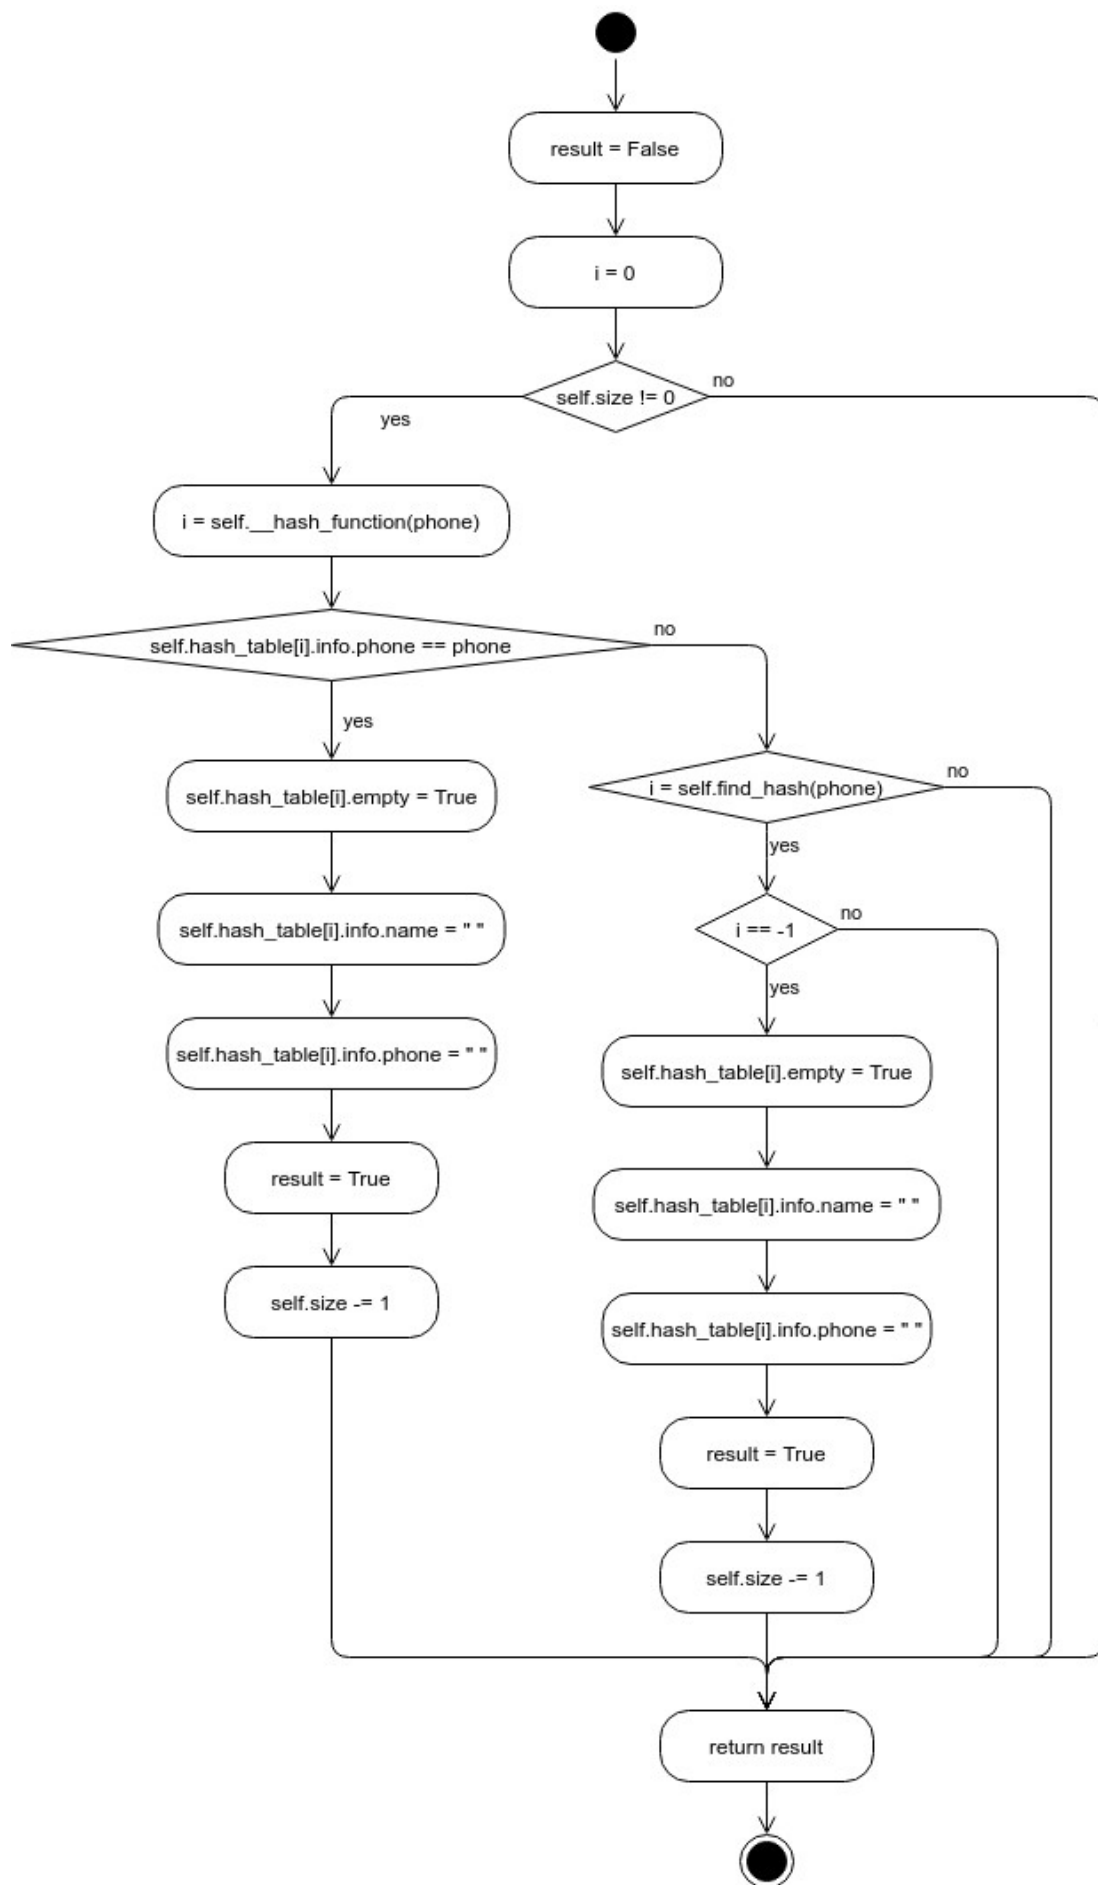 result = False
i = 0
self.size != 0
no
yes
i = self.__hash_function(phone)
self.hash_table[i].info.phone == phone
no
yes
self.hash_table[i].empty = True
self.hash_table[i].info.name = " "
self.hash_table[i].info.phone = " "
result = True
self.size -= 1
i = self.find_hash(phone)
no
yes
i == -1
no
yes
self.hash_table[i].empty = True
self.hash_table[i].info.name = " "
self.hash_table[i].info.phone = " "
result = True
self.size -= 1
return result